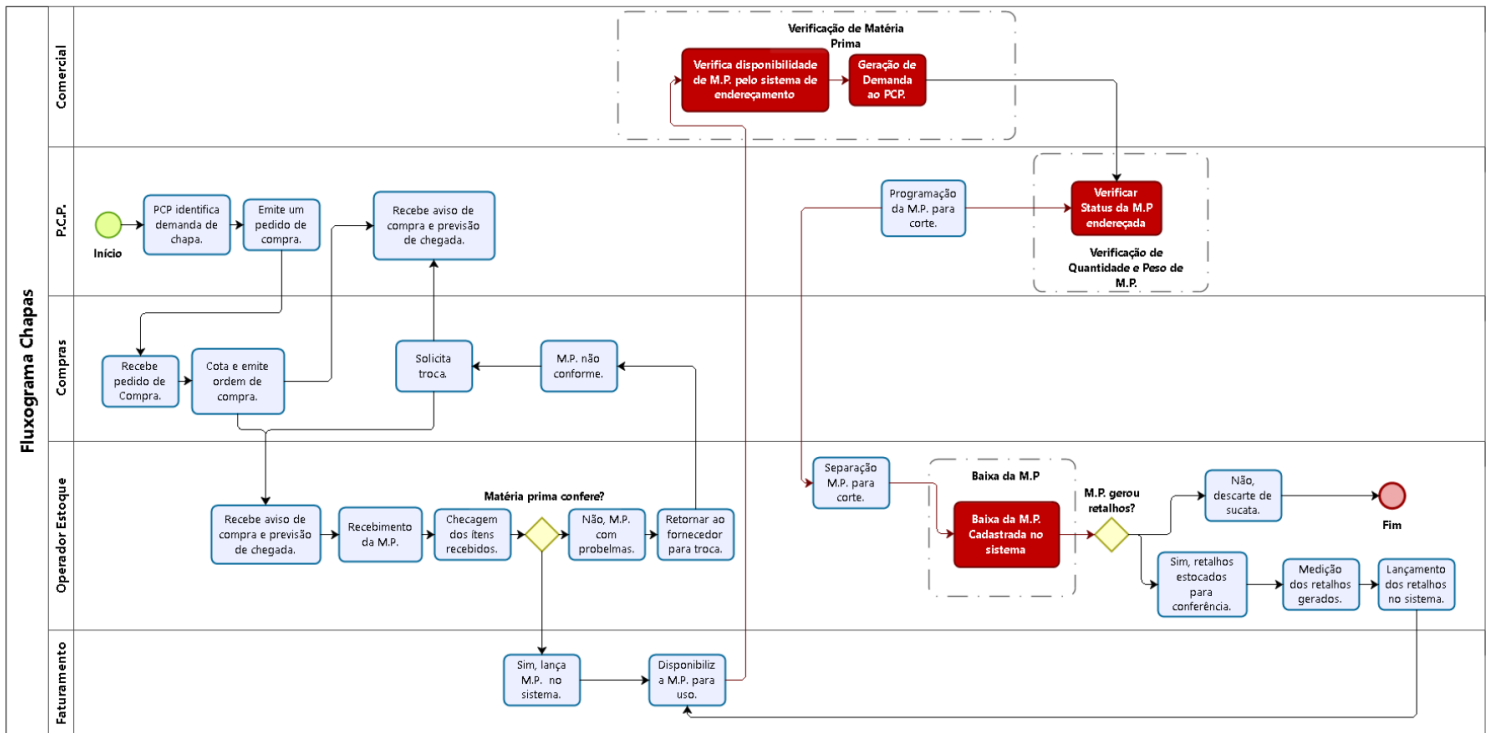 Fluxograma Chapas
Comercial
Verificação de Matéria
Prima
Verifica disponibilidade
de M.P. pelo sistema de
endereçamento
Geração de
Demanda
ao PCP.
P.C.P.
Início
PCP identifica
demanda de
chapa.
Emite um
pedido de
compra.
Recebe aviso de
compra e previsão
de chegada.
Programação
da M.P. para
corte.
Verificar
Status da M.P
endereçada
Verificação de
Quantidade e Peso de
M.P.
Compras
Recebe
pedido de
Compra.
Cota e emite
ordem de
compra.
Solicita
troca.
M.P. não
conforme.
Operador Estoque
Recebe aviso de
compra e previsão
de chegada.
Recebimento
da M.P.
Checagem
dos ítens
recebidos.
Matéria prima confere?
Não, M.P.
com
probelmas.
Retornar ao
fornecedor
para troca.
Separação
M.P. para
corte.
Baixa da M.P
Baixa da M.P.
Cadastrada no
sistema
M.P. gerou
retalhos?
Não,
descarte de
sucata.
Fim
Sim, retalhos
estocados
para
conferência.
Medição
dos retalhos
gerados.
Lançamento
dos retalhos
no sistema.
Faturamento
Sim, lança
M.P. no
sistema.
Disponibiliz
a M.P. para
uso.